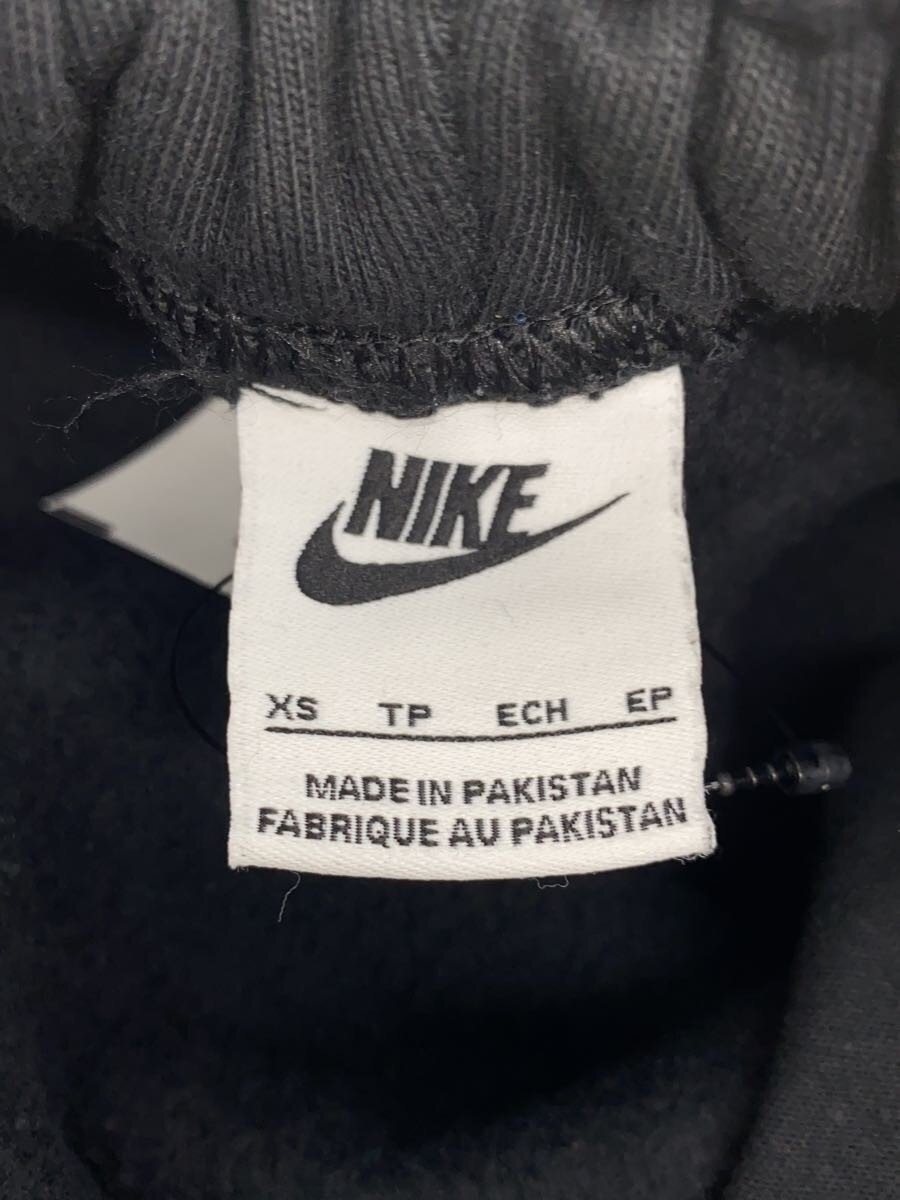 NIKE
XS TP ECH EP
MADE IN PAKISTAN
FABRIQUE AU PAKISTAN